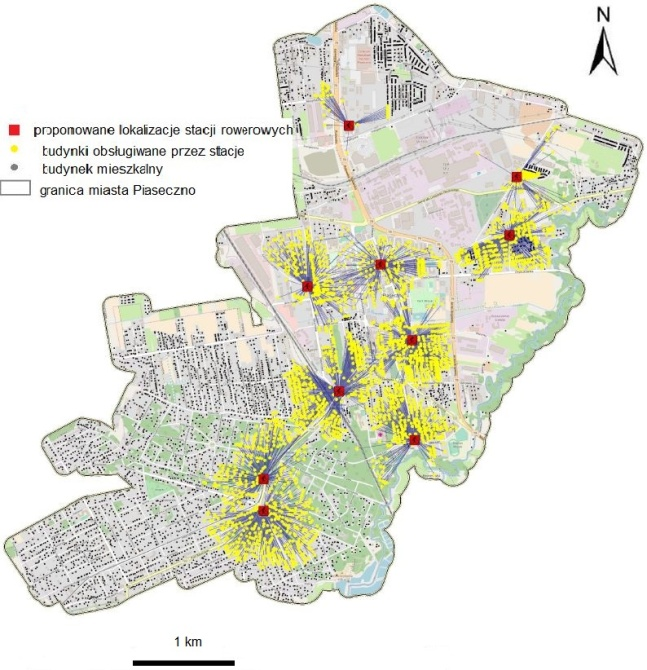 N
proponowane lokalizacje stacji rowerowych
budynki obsługiwane przez stacje
budynek mieszkalny
granica miasta Piaseczno
1 km